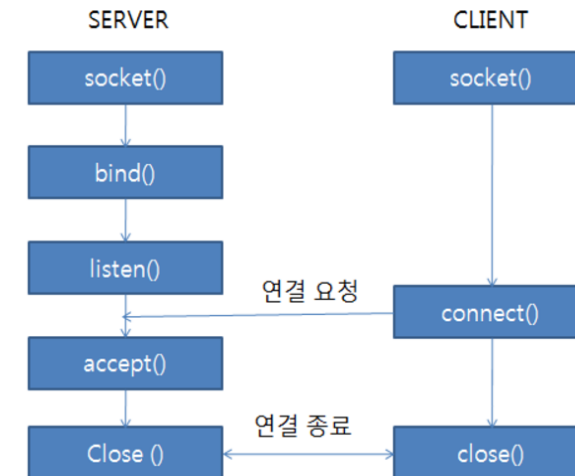 SERVER
CLIENT
socket()
socket()
bind()
listen()
연결 요청
connect()
accept()
연결 종료
Close ()
close()